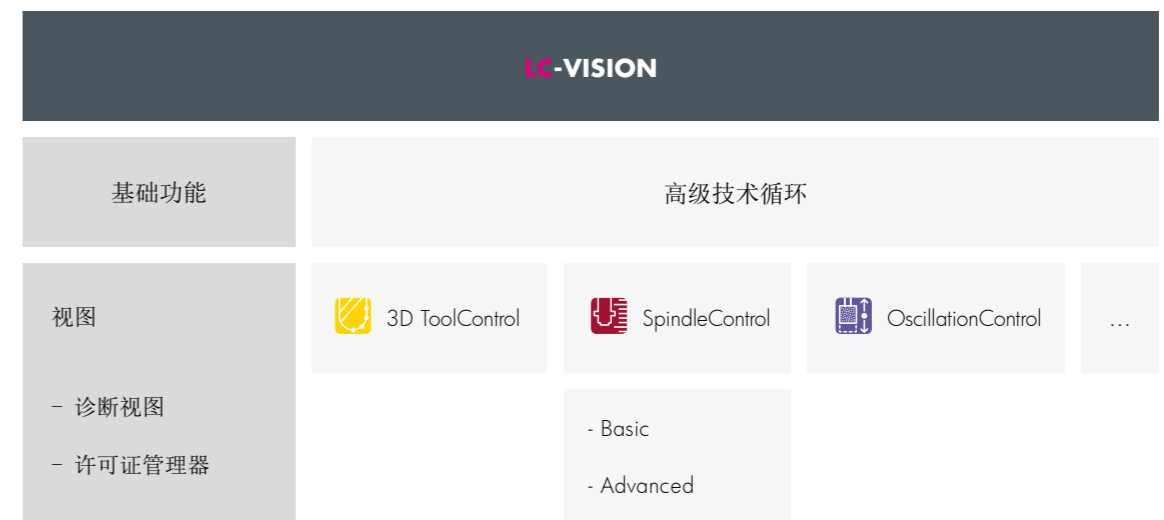 LC-VISION
基础功能
高级技术循环
视图
3D ToolControl
SpindleControl
OscillationControl
...
- 诊断视图
- 许可证管理器
- Basic
- Advanced